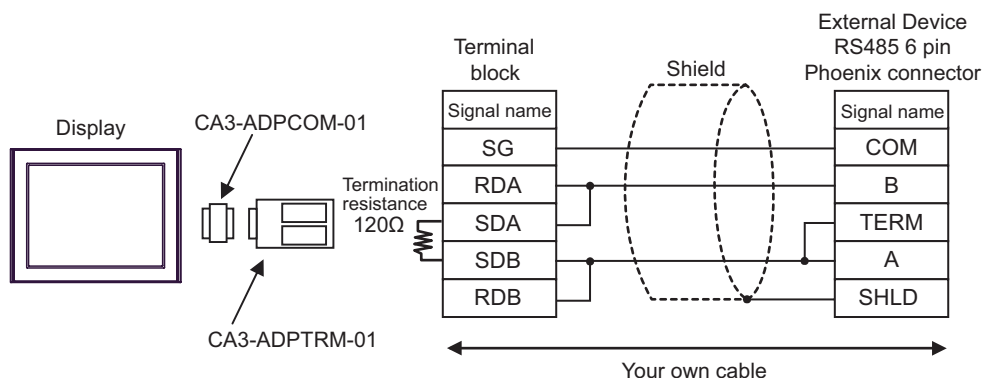 External Device
RS485 6 pin
Phoenix connector
Terminal
block
Shield
Signal name
Signal name
Display
CA3-ADPCOM-01
SG
COM
Termination
resistance
120Ω
RDA
B
SDA
TERM
SDB
A
RDB
SHLD
CA3-ADPTRM-01
Your own cable